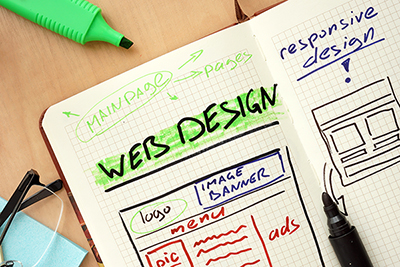 MAIN PAGE
pages
WEB DESIGN
logo
IMAGE
BANNER
menu
pic
ads
responsive
design
!